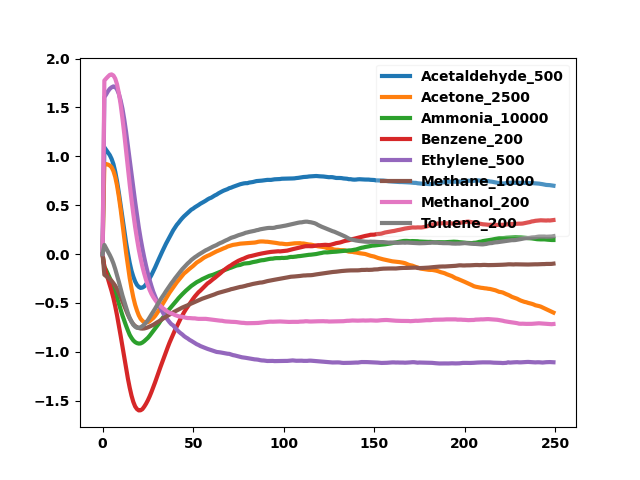 2.0
1.5
1.0
0.5
0.0
−0.5
−1.0
−1.5
0
50
100
150
200
250
Acetaldehyde_500
Acetone_2500
Ammonia_10000
Benzene_200
Ethylene_500
Methane_1000
Methanol_200
Toluene_200